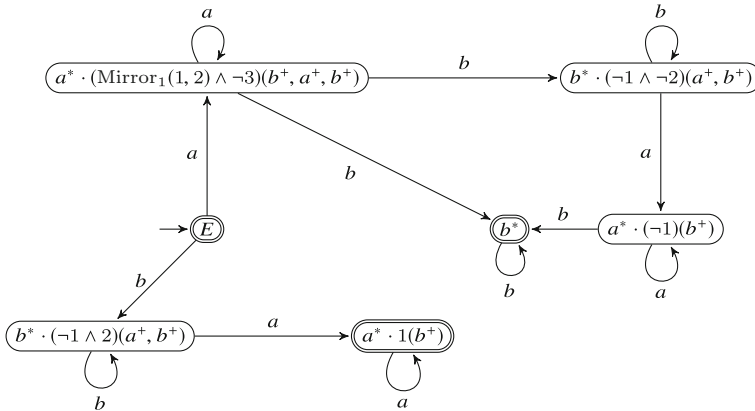 a
a* · (Mirror₁(1, 2) ∧ ¬3)(b⁺, a⁺, b⁺)
b
b
b* · (¬1 ∧ ¬2)(a⁺, b⁺)
a
b
a
E
b*
b
a* · (¬1)(b⁺)
b
b
a
b* · (¬1 ∧ 2)(a⁺, b⁺)
a
a* · 1(b⁺)
b
a